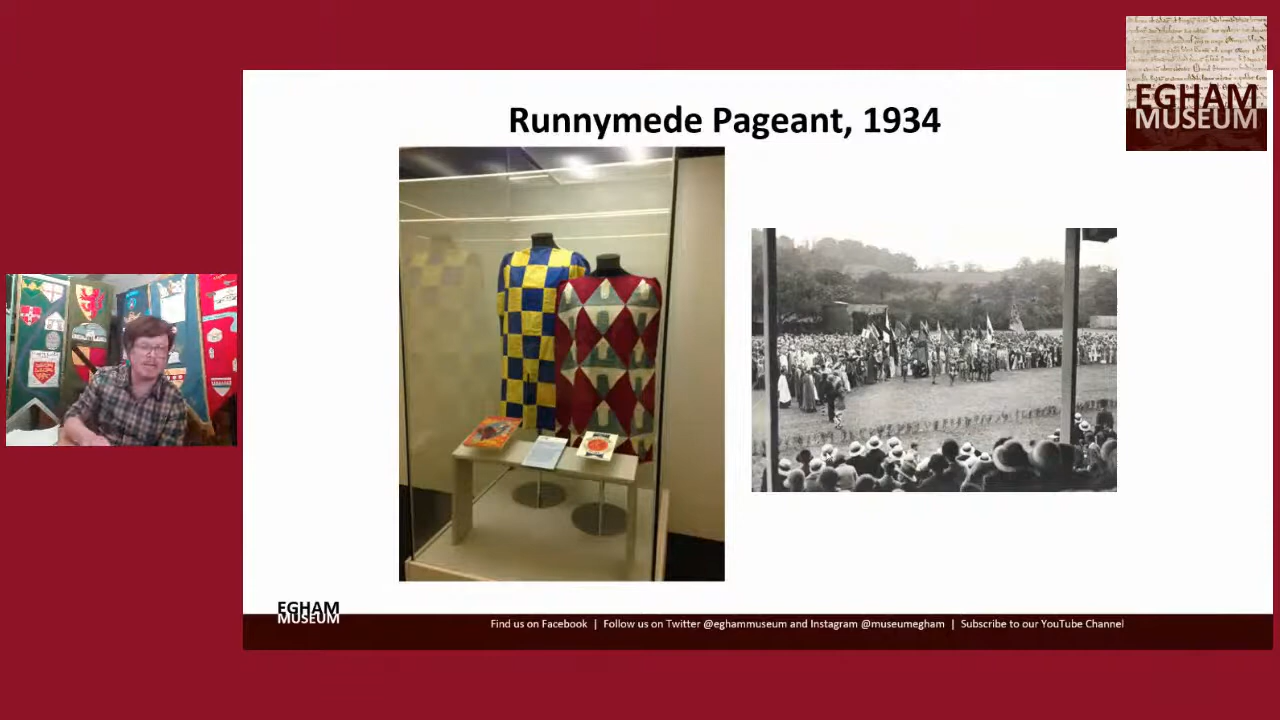 EGHAM
MUSEUM
Runnymede Pageant, 1934
EGHAM
MUSEUM
Find us on Facebook | Follow us on Twitter @eghammuseum and Instagram @museumegham | Subscribe to our YouTube Channel